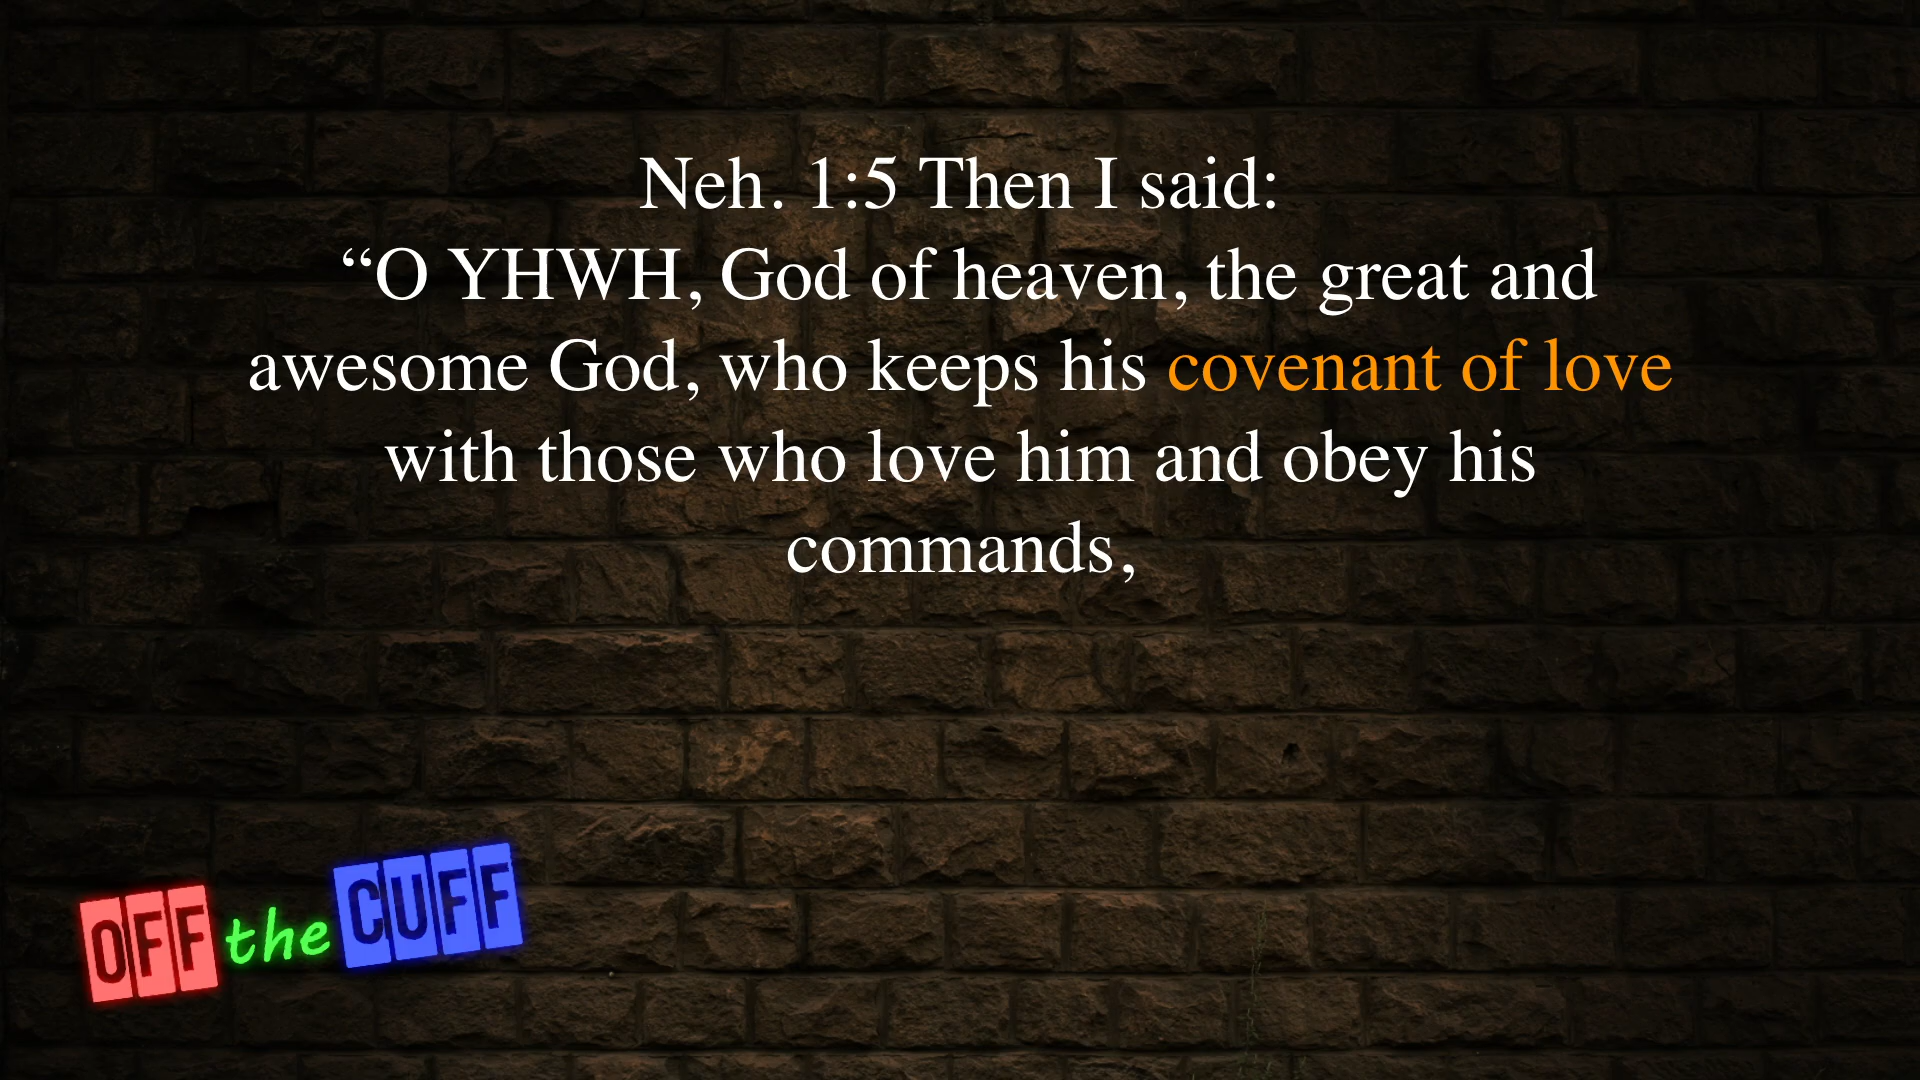 Neh. 1:5 Then I said:
“O YHWH, God of heaven, the great and
awesome God, who keeps his covenant of love
with those who love him and obey his
commands,
OFF the CUFF